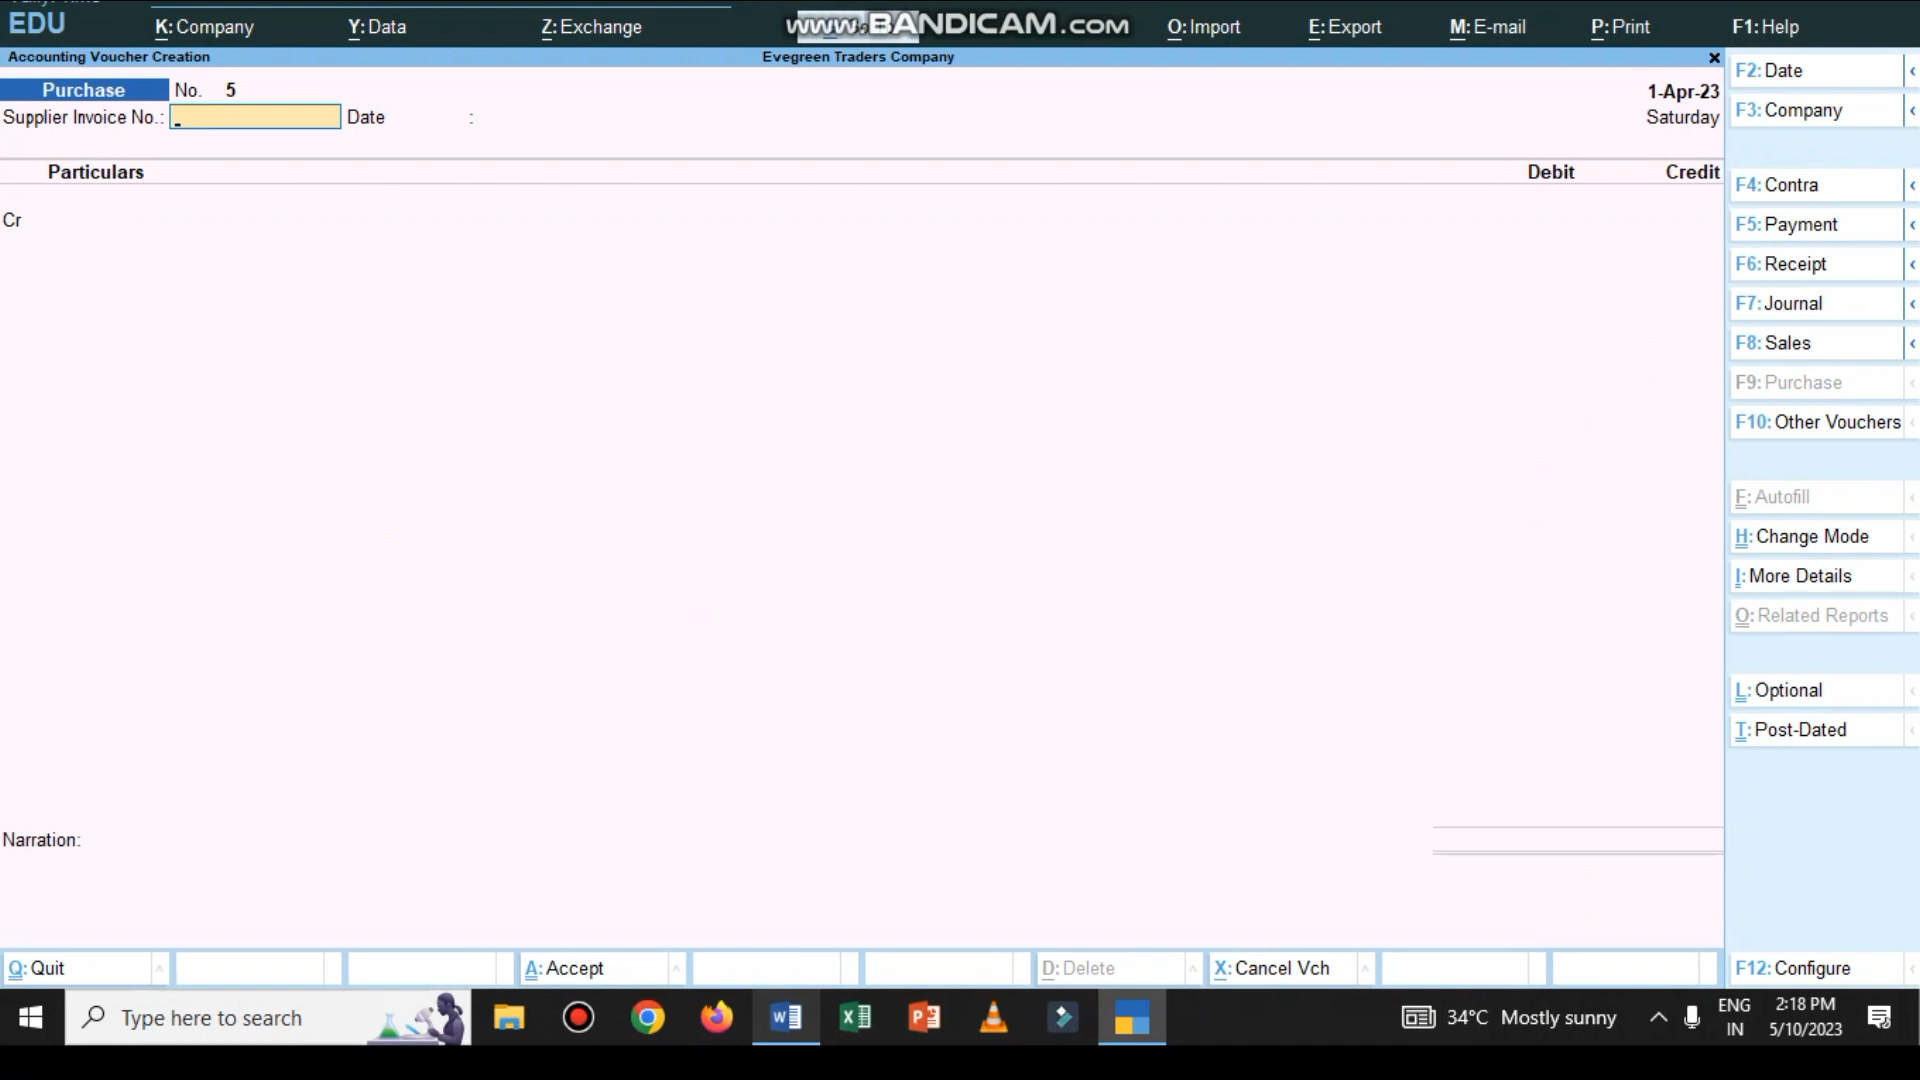 EDU
K: Company
Y: Data
Z: Exchange
www.BANDICAM.com
O: Import
E: Export
M: E-mail
P: Print
F1: Help
Accounting Voucher Creation
Evegreen Traders Company
Purchase No. 5
1-Apr-23
Supplier Invoice No.: Date :
Saturday
Particulars Debit Credit
Cr
Narration:
F2: Date
F3: Company
F4: Contra
F5: Payment
F6: Receipt
F7: Journal
F8: Sales
F9: Purchase
F10: Other Vouchers
F: Autofill
H: Change Mode
I: More Details
O: Related Reports
L: Optional
T: Post-Dated
F12: Configure
Q: Quit
A: Accept
D: Delete
X: Cancel Vch
Type here to search
34°C Mostly sunny
ENG
IN
2:18 PM
5/10/2023